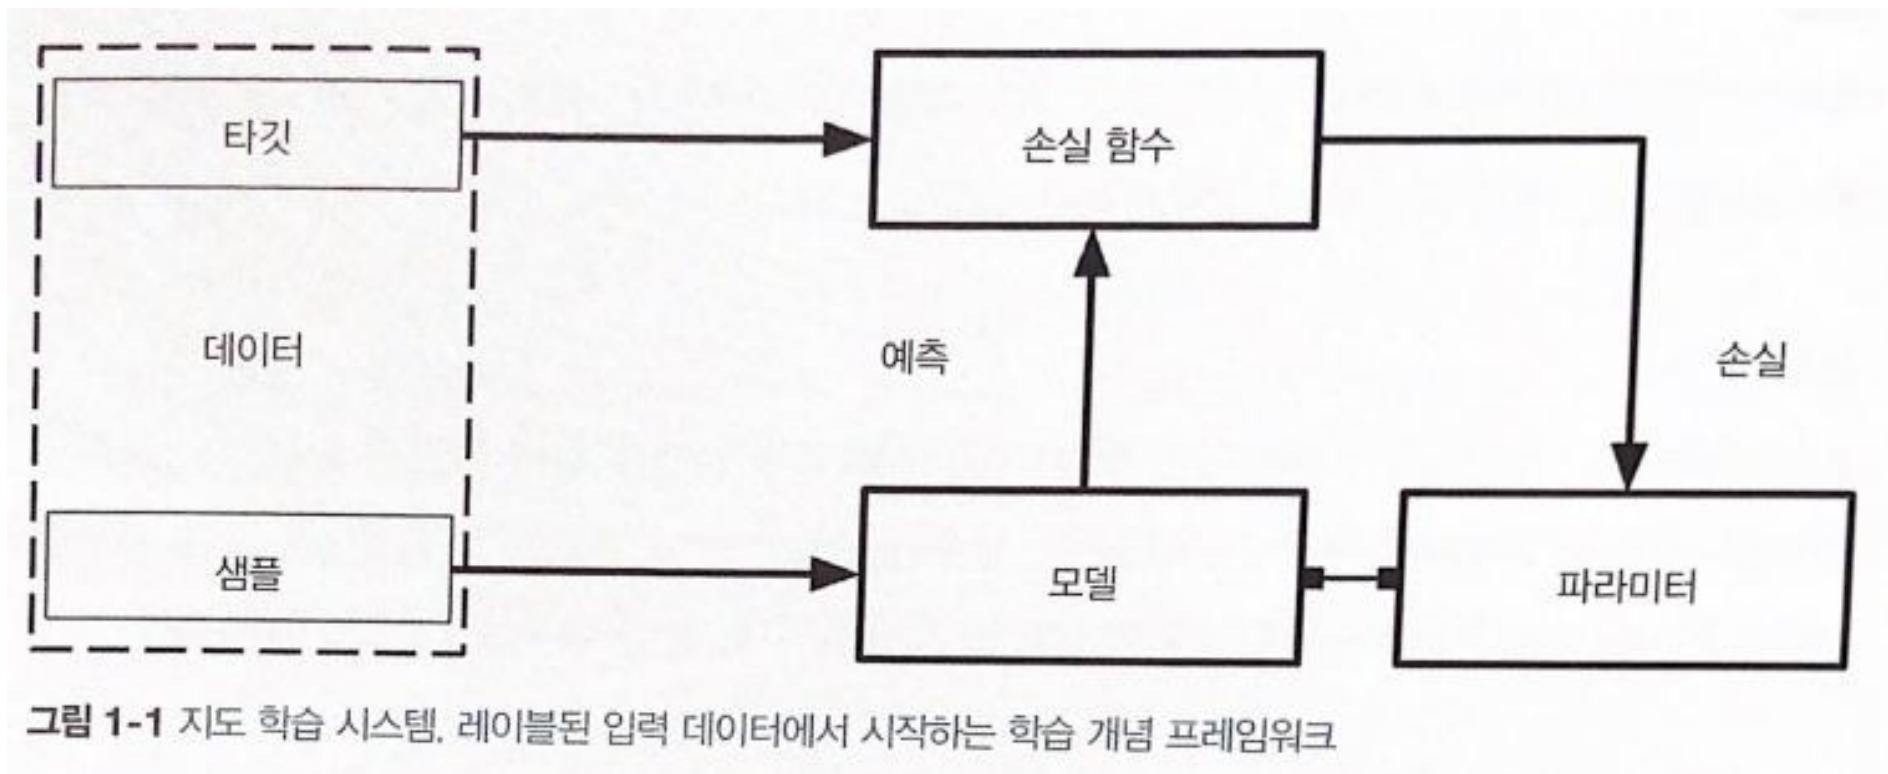 타깃
손실 함수
데이터
예측
손실
샘플
모델
파라미터
그림 1-1 지도 학습 시스템. 레이블된 입력 데이터에서 시작하는 학습 개념 프레임워크